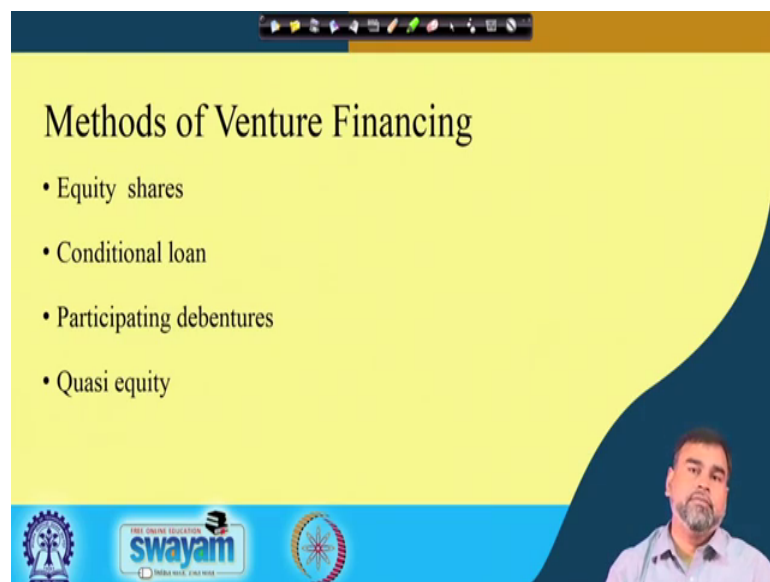 Methods of Venture Financing
• Equity shares
• Conditional loan
• Participating debentures
• Quasi equity
FREE ONLINE EDUCATION
swayam